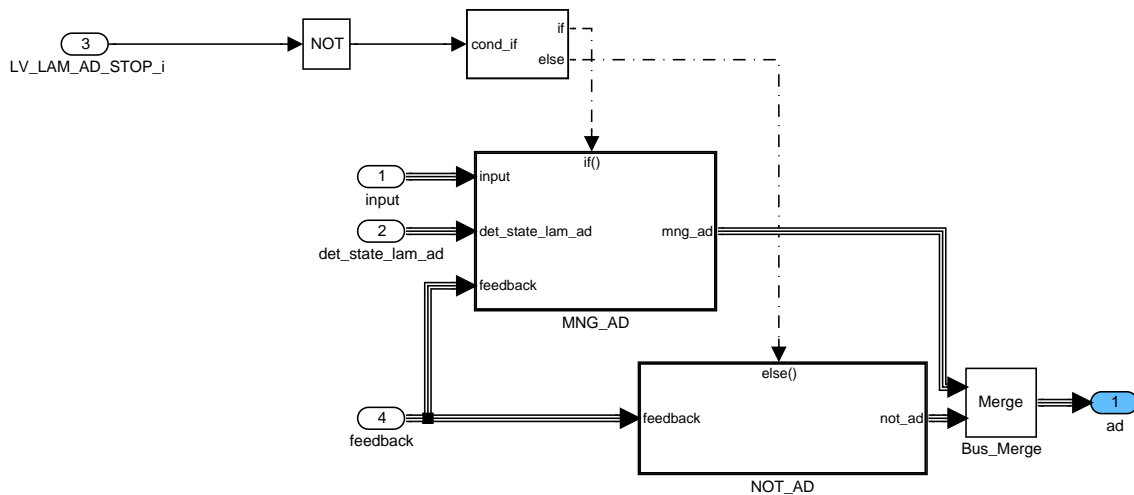 if
3
NOT
cond_if
else
LV_LAM_AD_STOP_i
if()
1
input
input
2
det_state_lam_ad
mng_ad
det_state_lam_ad
feedback
MNG_AD
else()
4
feedback
not_ad
Merge
1
feedback
ad
Bus_Merge
NOT_AD